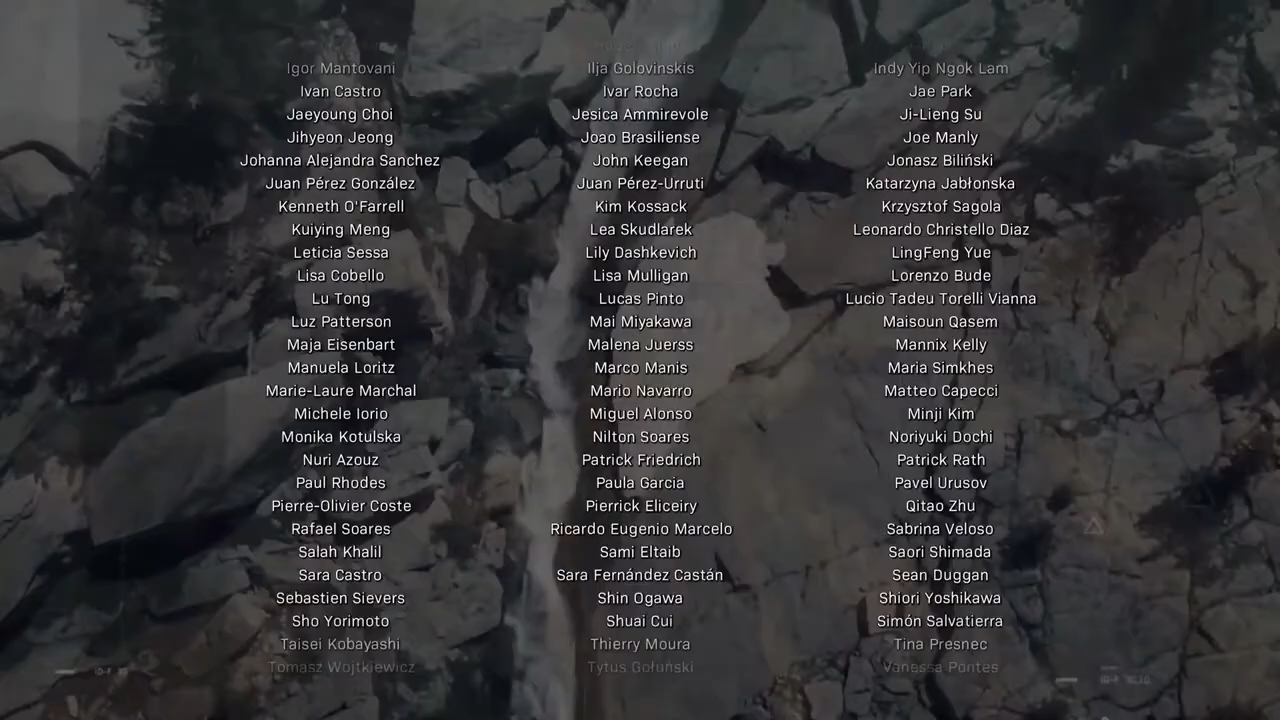 Igor Mantovani Ilja Golovinskis Indy Yip Ngok Lam
Ivan Castro Ivar Rocha Jae Park
Jaeyoung Choi Jesica Ammirevole Ji-Lieng Su
Jihyeon Jeong Joao Brasiliense Joe Manly
Johanna Alejandra Sanchez John Keegan Jonasz Biliński
Juan Pérez González Juan Pérez-Urruti Katarzyna Jabłonska
Kenneth O'Farrell Kim Kossack Krzysztof Sagola
Kuiying Meng Lea Skudlarek Leonardo Christello Diaz
Leticia Sessa Lily Dashkevich LingFeng Yue
Lisa Cobello Lisa Mulligan Lorenzo Bude
Lu Tong Lucas Pinto Lucio Tadeu Torelli Vianna
Luz Patterson Mai Miyakawa Maisoun Qasem
Maja Eisenbart Malena Juerss Mannix Kelly
Manuela Loritz Marco Manis Maria Simkhes
Marie-Laure Marchal Mario Navarro Matteo Capecci
Michele Iorio Miguel Alonso Minji Kim
Monika Kotulska Nilton Soares Noriyuki Dochi
Nuri Azouz Patrick Friedrich Patrick Rath
Paul Rhodes Paula Garcia Pavel Urusov
Pierre-Olivier Coste Pierrick Eliceiry Qitao Zhu
Rafael Soares Ricardo Eugenio Marcelo Sabrina Veloso
Salah Khalil Sami Eltaib Saori Shimada
Sara Castro Sara Fernández Castán Sean Duggan
Sebastien Sievers Shin Ogawa Shiori Yoshikawa
Sho Yorimoto Shuai Cui Simón Salvatierra
Taisei Kobayashi Thierry Moura Tina Presnec
Tomasz Wojtkiewicz Tytus Gołuński Vanessa Pontes